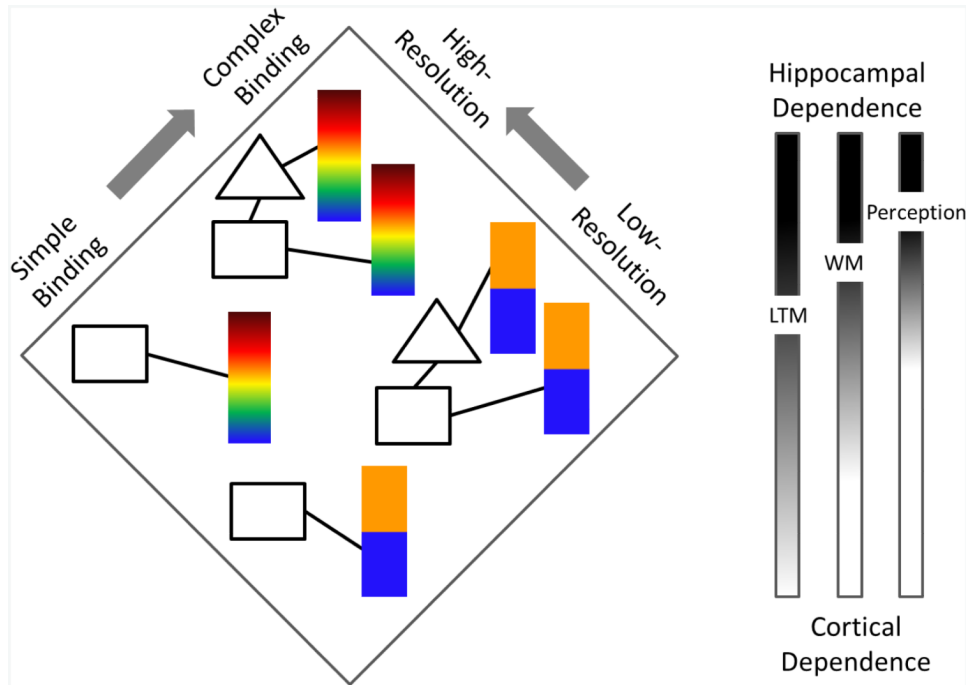 Simple
Binding
Complex
Binding
High-
Resolution
Low-
Resolution
Hippocampal
Dependence
LTM
WM
Perception
Cortical
Dependence